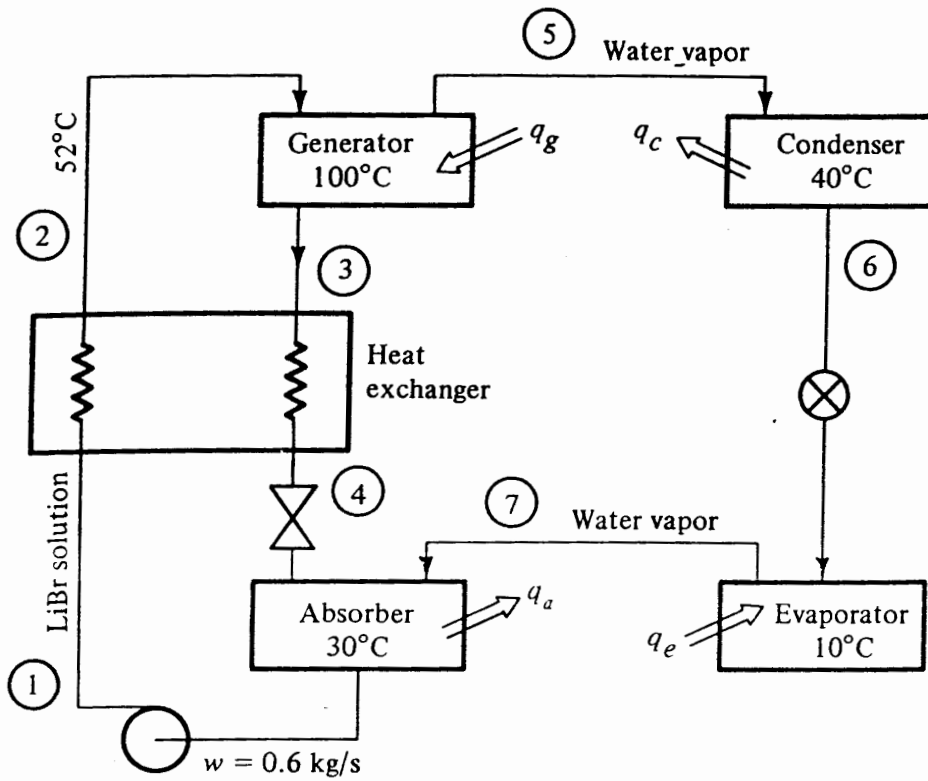 5
Water vapor
Generator
100°C
q_g
q_c
Condenser
40°C
52°C
2
3
6
Heat
exchanger
4
7
Water vapor
LiBr solution
Absorber
30°C
q_a
q_e
Evaporator
10°C
1
w = 0.6 kg/s